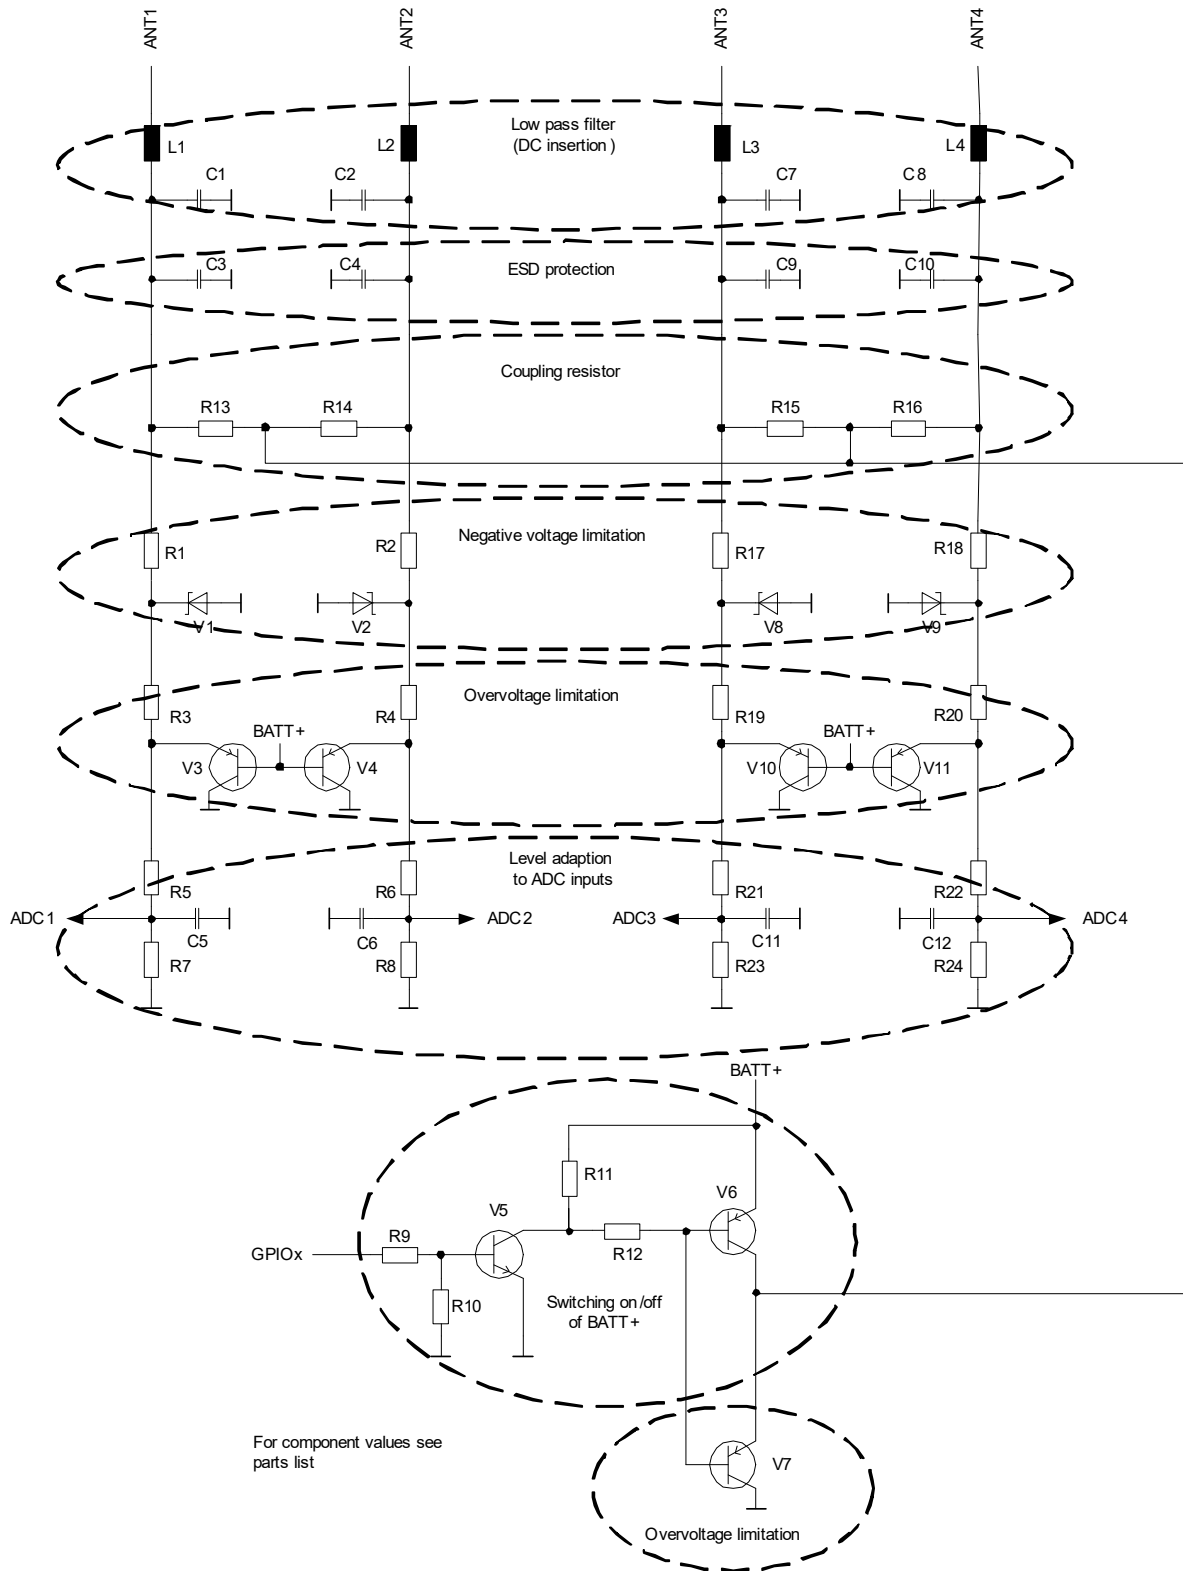 ANT1 ANT2 ANT3 ANT4
Low pass filter
(DC insertion )
L1 L2 L3 L4
C1 C2 C7 C8
ESD protection
C3 C4 C9 C10
Coupling resistor
R13 R14 R15 R16
Negative voltage limitation
R1 R2 R17 R18
V1 V2 V8 V9
Overvoltage limitation
R3 R4 R19 R20
BATT+ BATT+
V3 V4 V10 V11
Level adaption
to ADC inputs
R5 R6 R21 R22
ADC1 ADC2 ADC3 ADC4
C5 C6 C11 C12
R7 R8 R23 R24
BATT+
R11
V6
V5
R9
GPIOx
R12
R10
Switching on/off
of BATT+
For component values see
parts list
V7
Overvoltage limitation